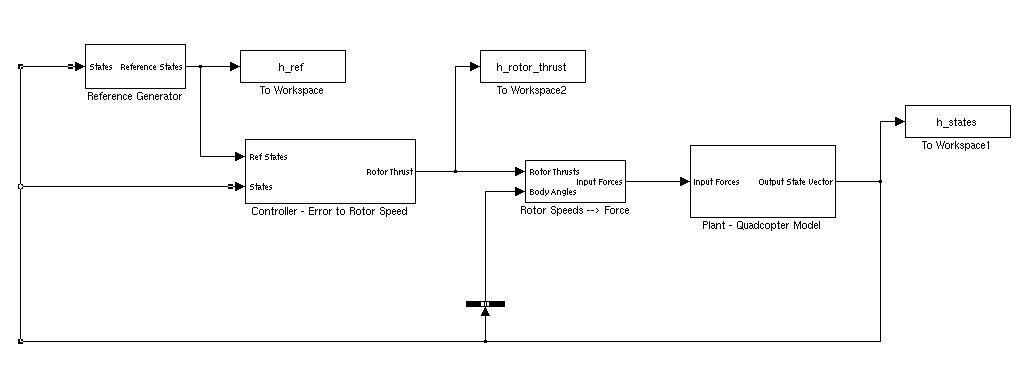 States
Reference States
Reference Generator
h_ref
To Workspace
h_rotor_thrust
To Workspace2
h_states
To Workspace1
Ref States
States
Rotor Thrust
Controller - Error to Rotor Speed
Rotor Thrusts
Input Forces
Body Angles
Rotor Speeds --> Force
Input Forces
Output State Vector
Plant - Quadcopter Model